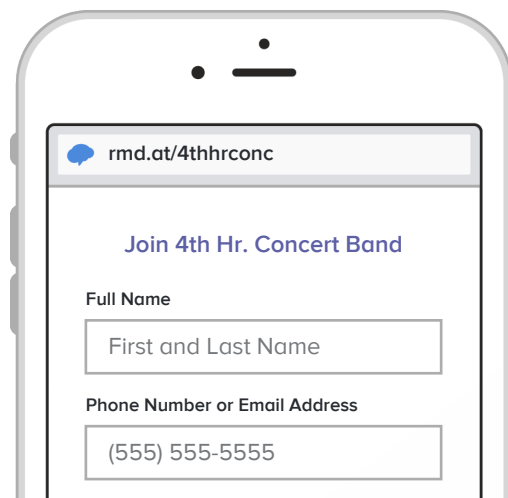 rmd.at/4thhrconc
Join 4th Hr. Concert Band
Full Name
First and Last Name
Phone Number or Email Address
(555) 555-5555